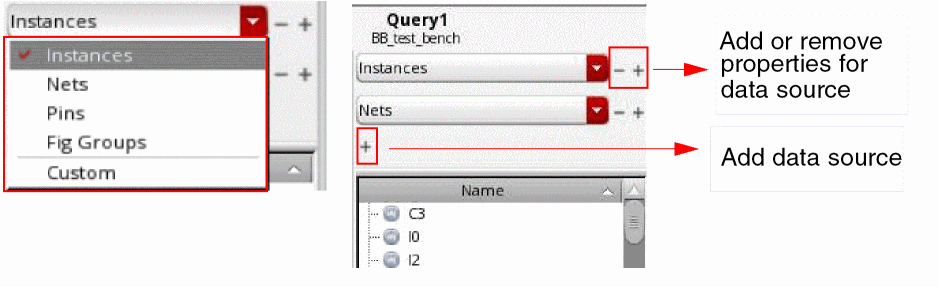 Instances
Instances
Nets
Pins
Fig Groups
Custom
Query1
BB_test_bench
Instances
Nets
Name
C3
I0
I2
Add or remove
properties for
data source
Add data source